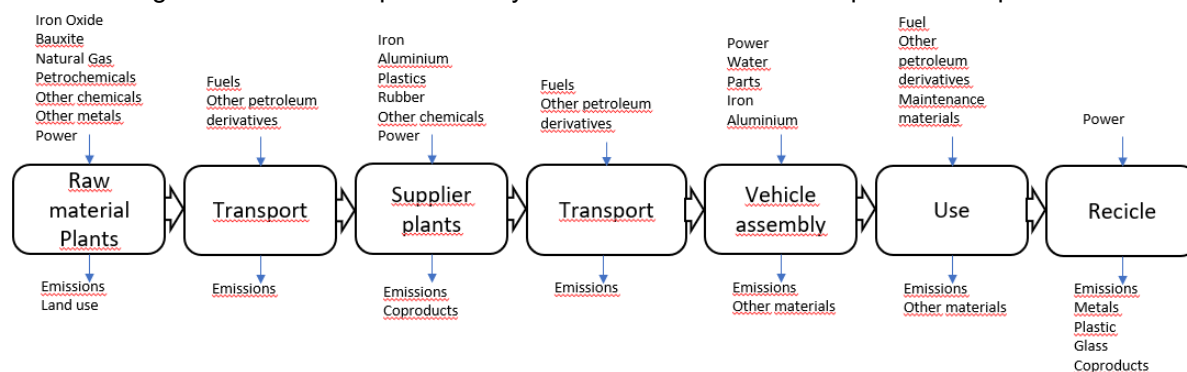 Iron Oxide
Bauxite
Natural Gas
Petrochemicals
Other chemicals
Other metals
Power
Fuels
Other petroleum
derivatives
Iron
Aluminium
Plastics
Rubber
Other chemicals
Power
Fuels
Other petroleum
derivatives
Power
Water
Parts
Iron
Aluminium
Fuel
Other
petroleum
derivatives
Maintenance
materials
Power
Raw
material
Plants
Transport
Supplier
plants
Transport
Vehicle
assembly
Use
Recicle
Emissions
Land use
Emissions
Emissions
Coproducts
Emissions
Emissions
Other materials
Emissions
Other materials
Emissions
Metals
Plastic
Glass
Coproducts